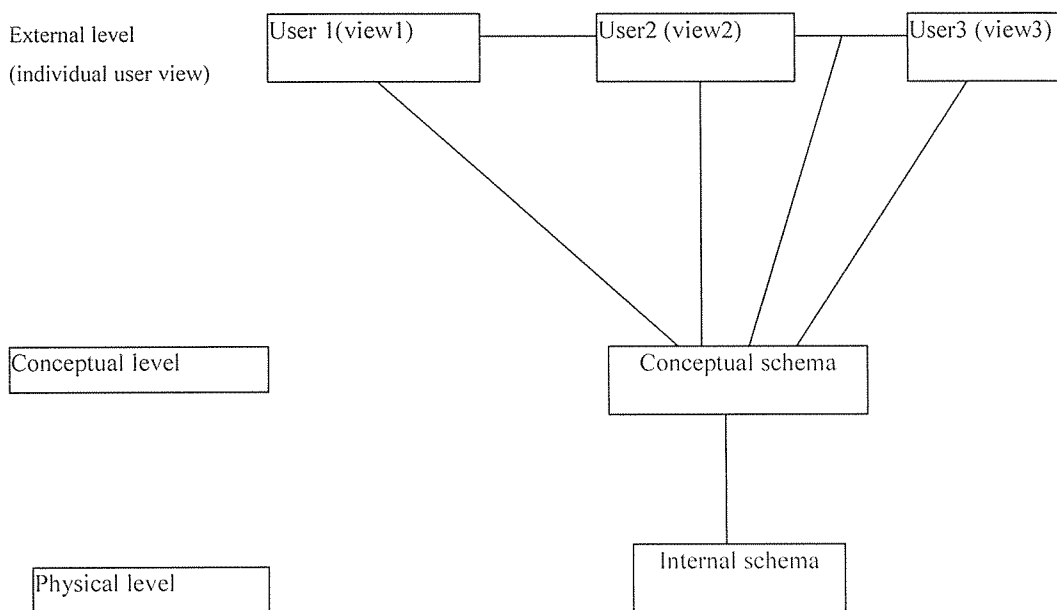 External level
(individual user view)
User 1(view1)
User2 (view2)
User3 (view3)
Conceptual level
Conceptual schema
Internal schema
Physical level